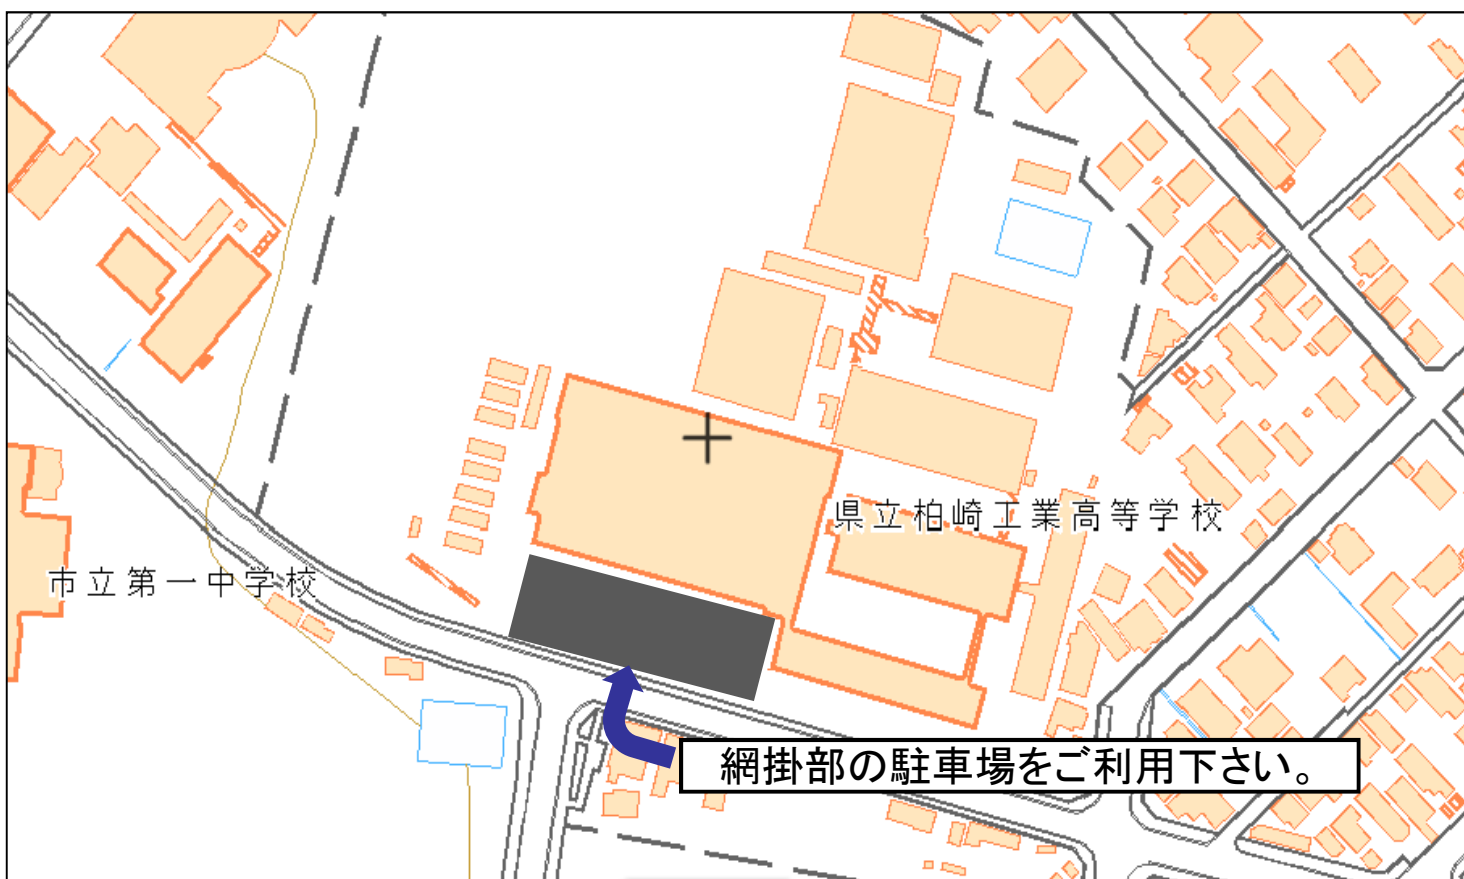 県立柏崎工業高等学校
市立第一中学校
網掛部の駐車場をご利用下さい。